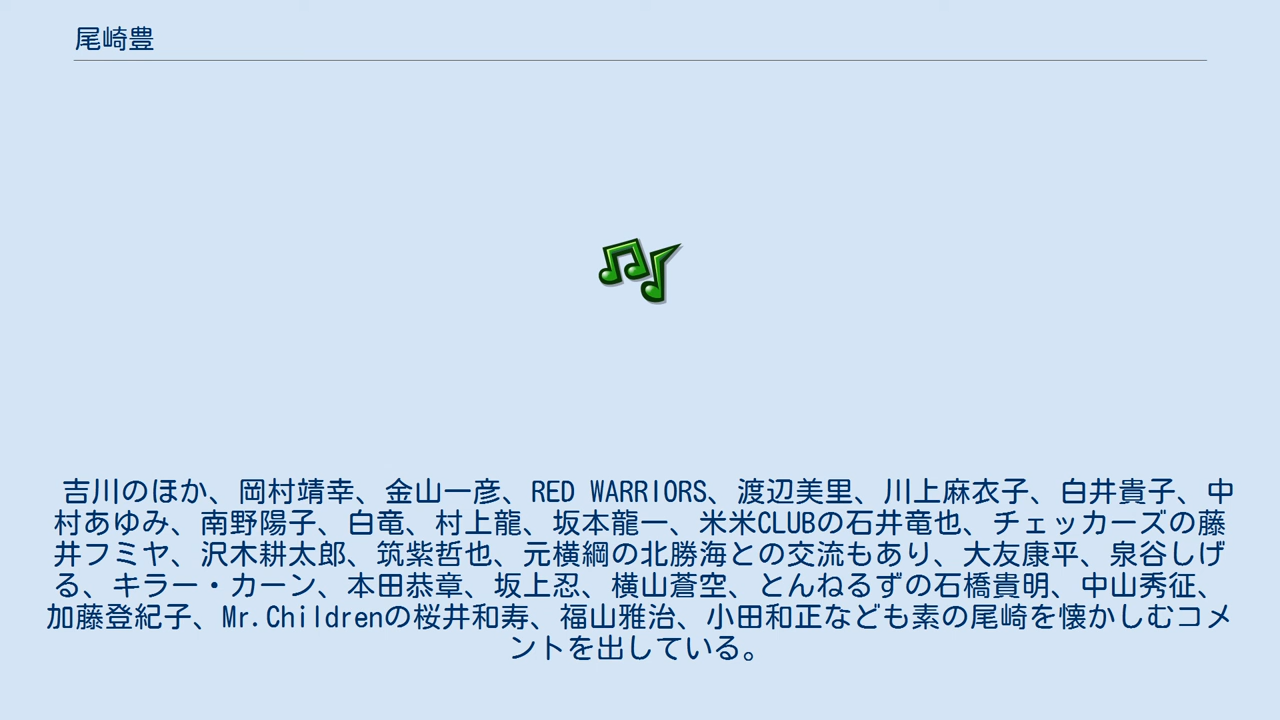 尾崎豊
吉川のほか、岡村靖幸、金山一彦、RED WARRIORS、渡辺美里、川上麻衣子、白井貴子、中
村あゆみ、南野陽子、白竜、村上龍、坂本龍一、米米CLUBの石井竜也、チェッカーズの藤
井フミヤ、沢木耕太郎、筑紫哲也、元横綱の北勝海との交流もあり、大友康平、泉谷しげ
る、キラー・カーン、本田恭章、坂上忍、横山蒼空、とんねるずの石橋貴明、中山秀征、
加藤登紀子、Mr.Childrenの桜井和寿、福山雅治、小田和正なども素の尾崎を懐かしむコメ
ントを出している。